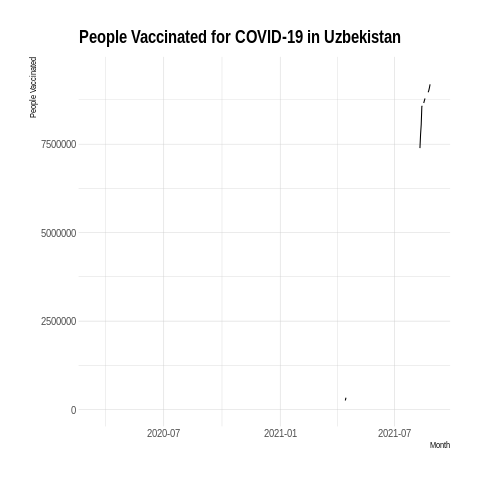 People Vaccinated for COVID-19 in Uzbekistan
People Vaccinated
7500000
5000000
2500000
0
2020-07
2021-01
2021-07
Month